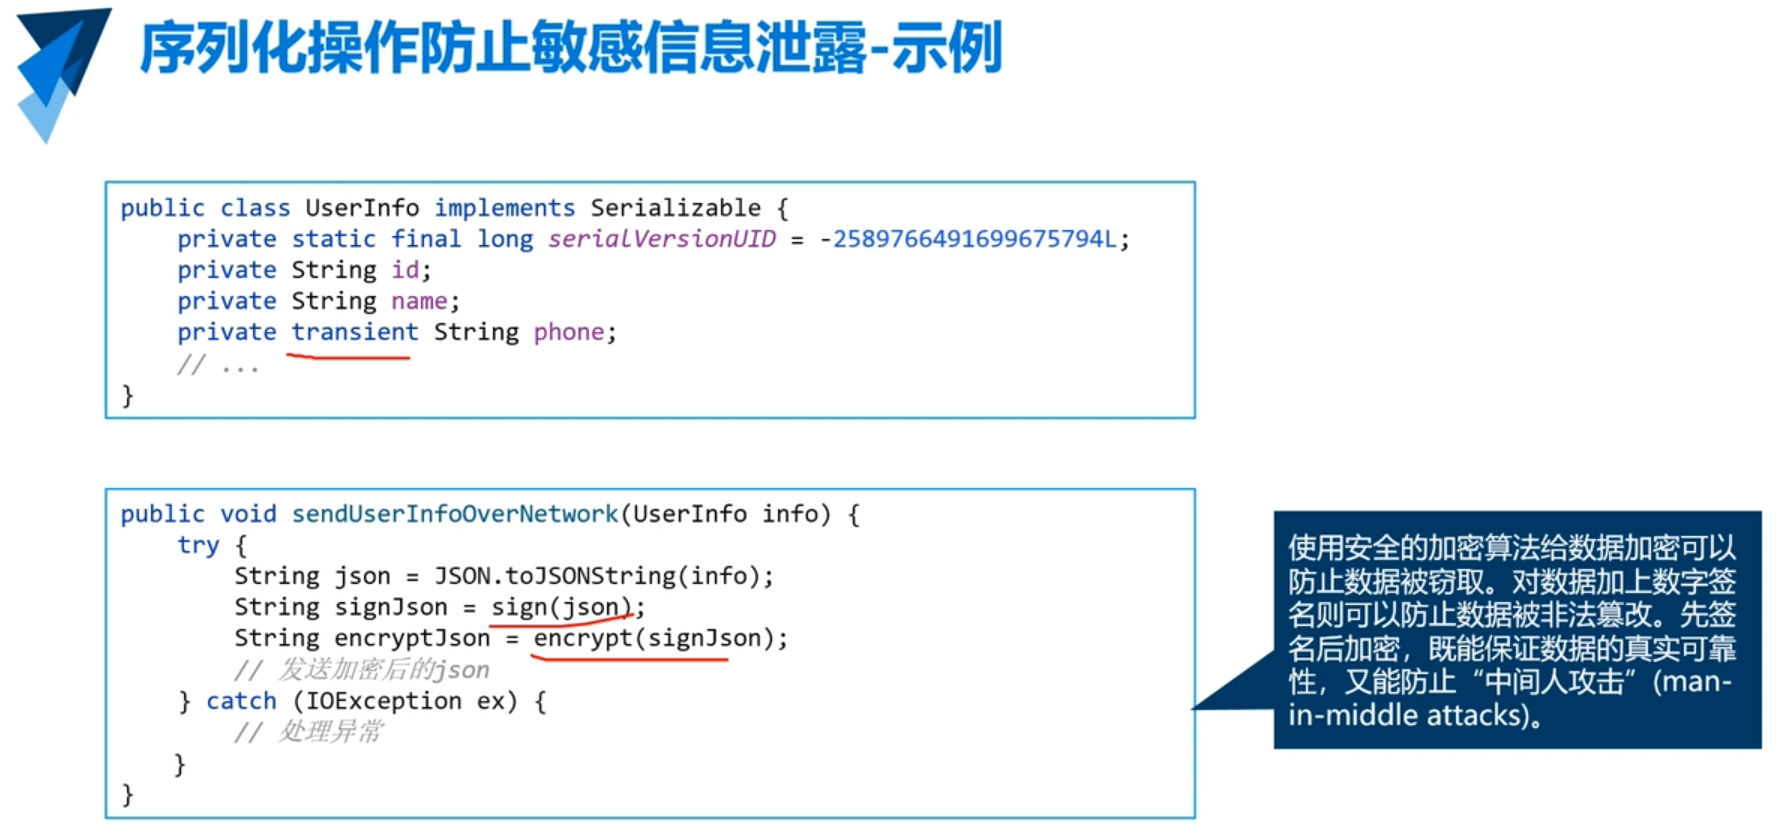 序列化操作防止敏感信息泄露-示例
public class UserInfo implements Serializable {
    private static final long serialVersionUID = -2589766491699675794L;
    private String id;
    private String name;
    private transient String phone;
    // ...
}
public void sendUserInfoOverNetwork(UserInfo info) {
    try {
        String json = JSON.toJSONString(info);
        String signJson = sign(json);
        String encryptJson = encrypt(signJson);
        // 发送加密后的json
    } catch (IOException ex) {
        // 处理异常
    }
}
使用安全的加密算法给数据加密可以
防止数据被窃取。对数据加上数字签
名则可以防止数据被非法篡改。先签
名后加密，既能保证数据的真实可靠
性，又能防止“中间人攻击”(man-
in-middle attacks)。